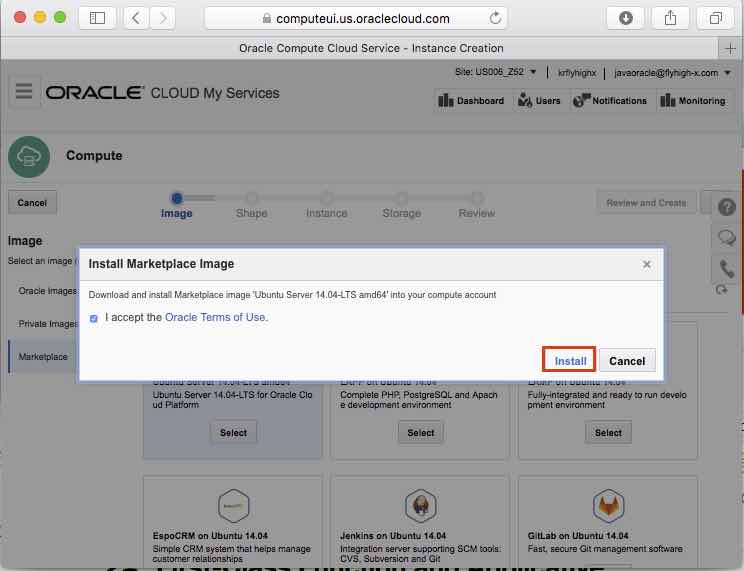 computeui.us.oraclecloud.com
Oracle Compute Cloud Service - Instance Creation
Site: US006_Z52 krflyhighx javaoracle@flyhigh-x.com
ORACLE CLOUD My Services
Dashboard Users Notifications Monitoring
Compute
Cancel
Image Shape Instance Storage Review
Review and Create
Image
Select an image
Oracle Images
Private Images
Marketplace
Install Marketplace Image
Download and install Marketplace image 'Ubuntu Server 14.04-LTS amd64' into your compute account
I accept the Oracle Terms of Use.
Install Cancel
Ubuntu Server 14.04-LTS amd64
Ubuntu Server 14.04-LTS for Oracle Clo
ud Platform
Select
on Ubuntu 14.04
Complete PHP, PostgreSQL and Apach
e development environment
Select
on Ubuntu 14.04
Fully-integrated and ready to run develo
pment environment
Select
EspoCRM on Ubuntu 14.04
Simple CRM system that helps manage
customer relationships
Jenkins on Ubuntu 14.04
Integration server supporting SCM tools:
CVS, Subversion and Git
GitLab on Ubuntu 14.04
Fast, secure Git management software